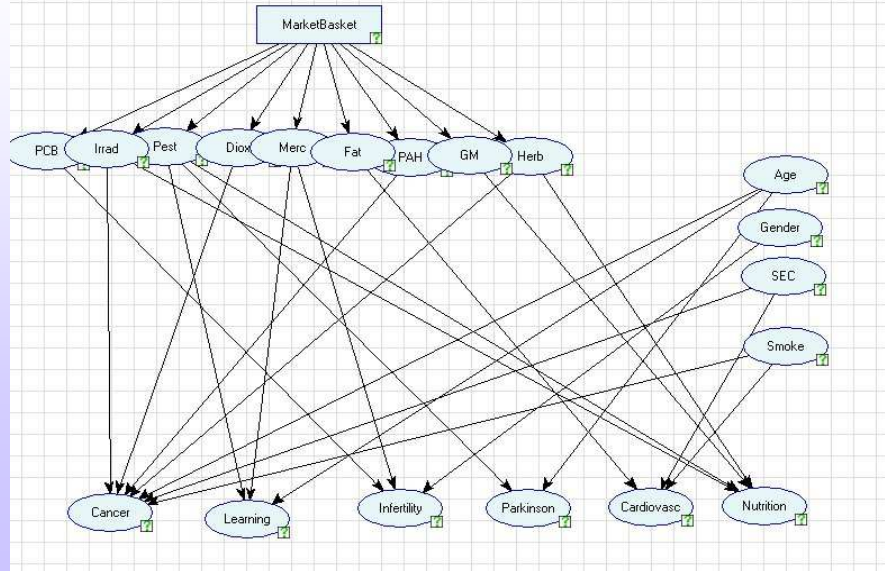 MarketBasket
PCB
Irrad
Pest
Diox
Merc
Fat
PAH
GM
Herb
Age
Gender
SEC
Smoke
Cancer
Learning
Infertility
Parkinson
Cardiovasc
Nutrition